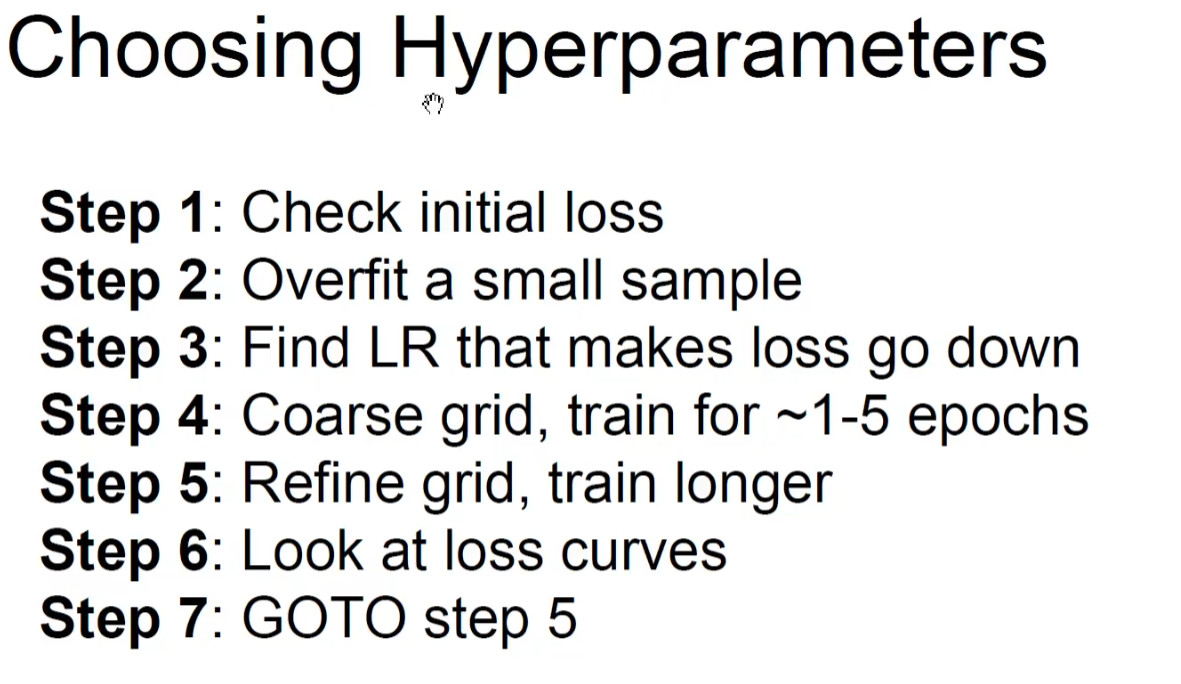 Choosing Hyperparameters
Step 1: Check initial loss
Step 2: Overfit a small sample
Step 3: Find LR that makes loss go down
Step 4: Coarse grid, train for ~1-5 epochs
Step 5: Refine grid, train longer
Step 6: Look at loss curves
Step 7: GOTO step 5